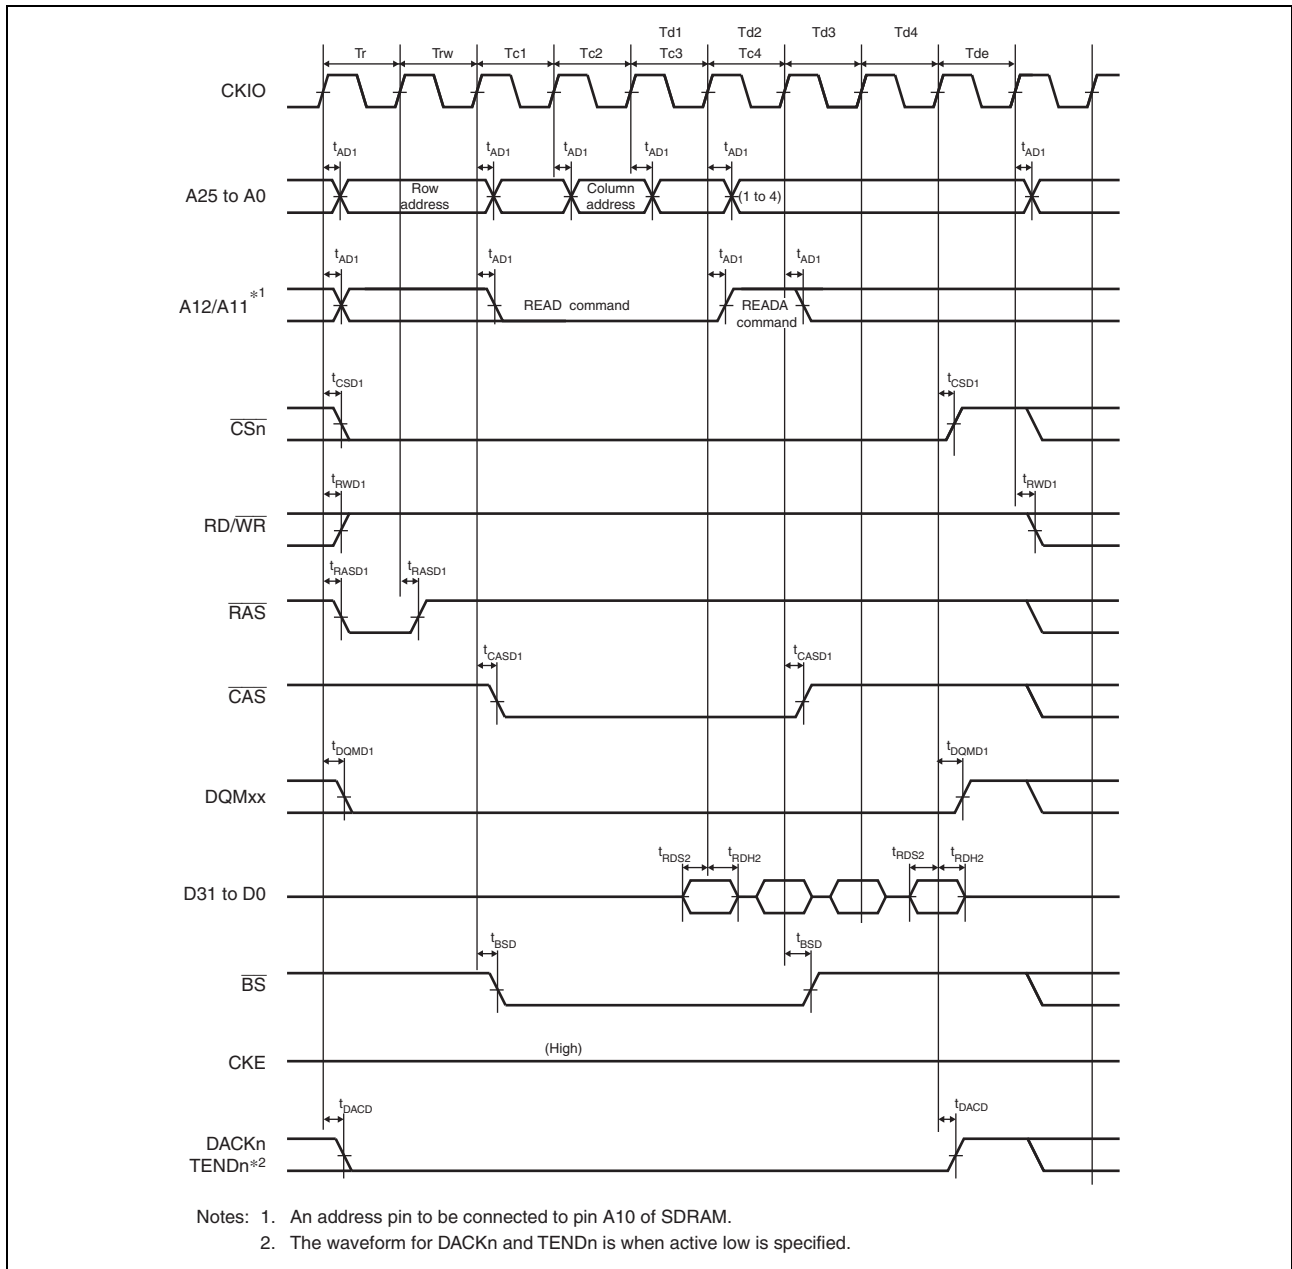 Td1 Td2 Td3 Td4
Tr Trw Tc1 Tc2 Tc3 Tc4 Tde
CKIO
tAD1 tAD1 tAD1 tAD1 tAD1 tAD1
A25 to A0
Row address
Column address
(1 to 4)
tAD1 tAD1 tAD1 tAD1
A12/A11*1
READ command
READA command
tCSD1 tCSD1
CSn
tRWD1 tRWD1
RD/WR
tRASD1 tRASD1
RAS
tCASD1 tCASD1
CAS
tDQMD1 tDQMD1
DQMxx
tRDS2 tRDH2 tRDS2 tRDH2
D31 to D0
tBSD tBSD
BS
(High)
CKE
tDACD tDACD
DACKn
TENDn*2
Notes: 1. An address pin to be connected to pin A10 of SDRAM.
2. The waveform for DACKn and TENDn is when active low is specified.